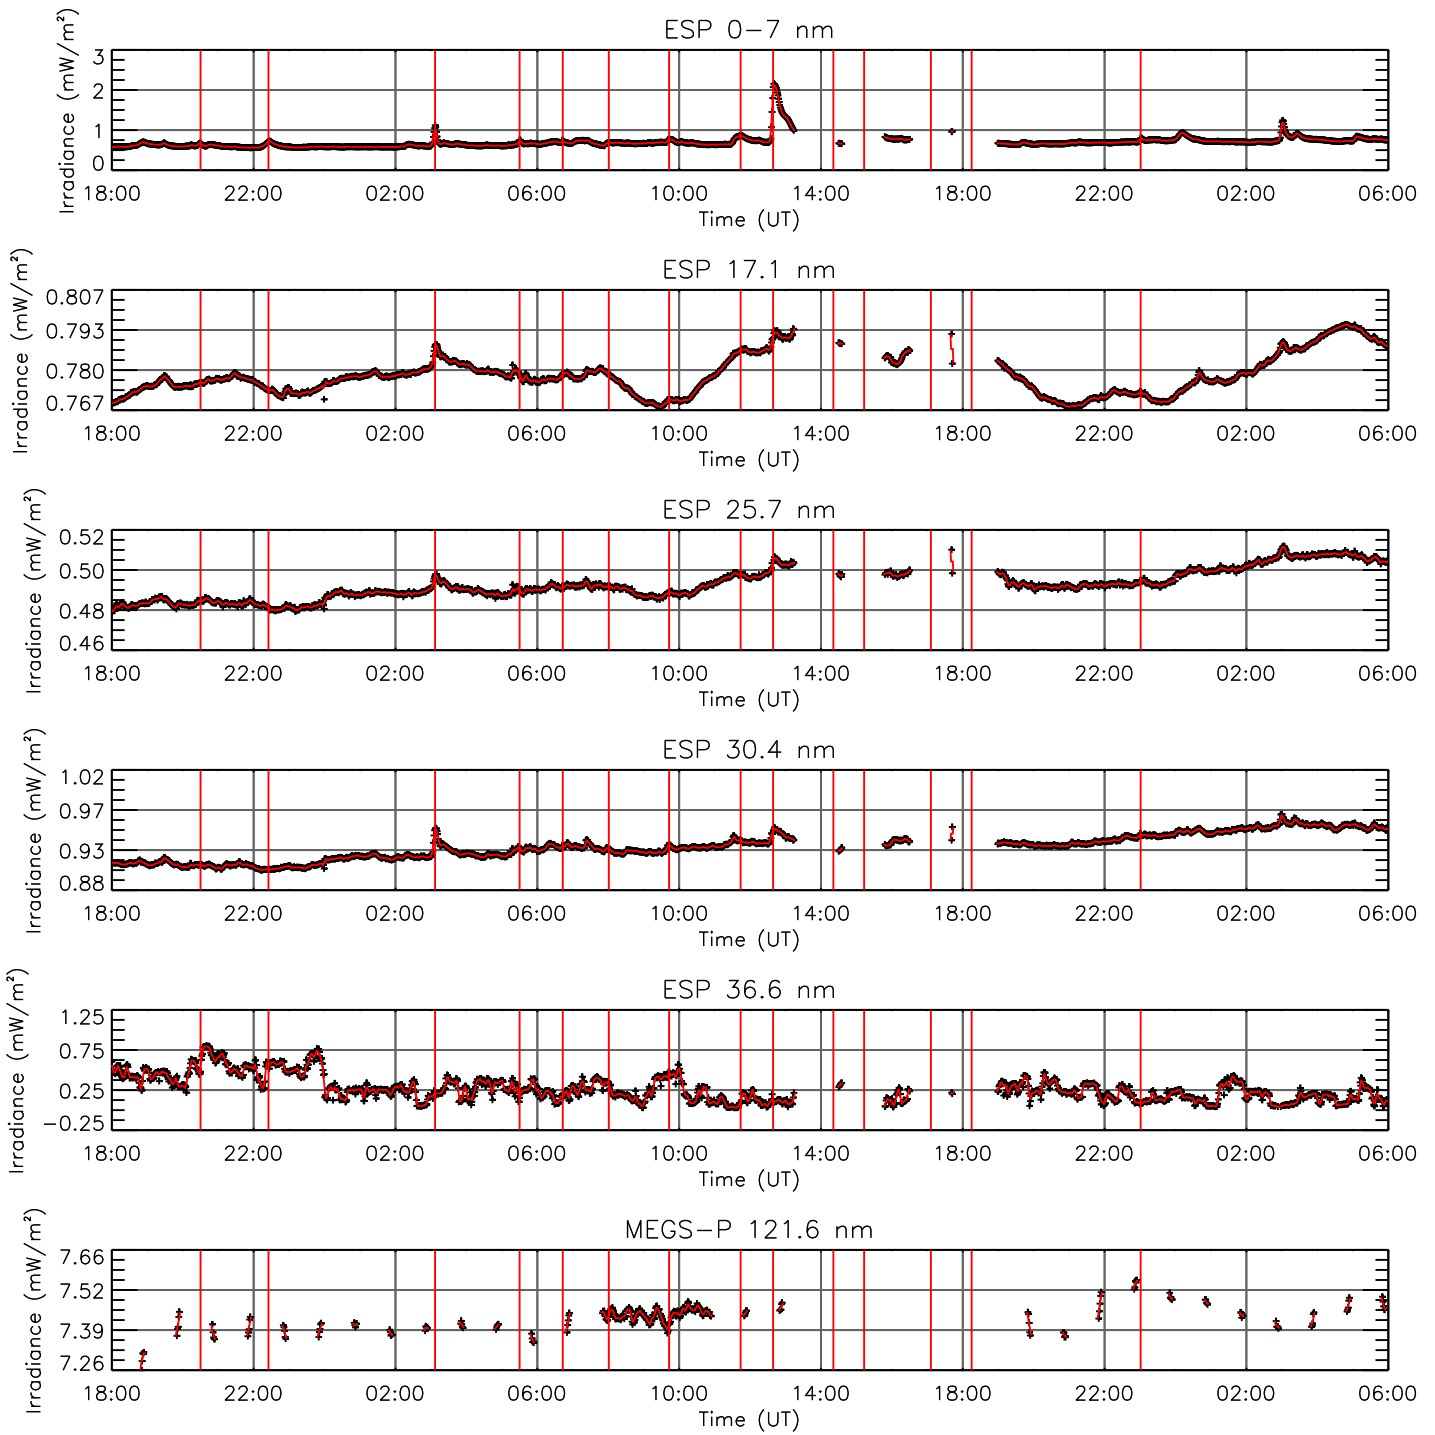 ESP 0-7 nm
Irradiance (mW/m²)
3
2
1
0
18:00 22:00 02:00 06:00 10:00 14:00 18:00 22:00 02:00 06:00
Time (UT)
ESP 17.1 nm
Irradiance (mW/m²)
0.807
0.793
0.780
0.767
18:00 22:00 02:00 06:00 10:00 14:00 18:00 22:00 02:00 06:00
Time (UT)
ESP 25.7 nm
Irradiance (mW/m²)
0.52
0.50
0.48
0.46
18:00 22:00 02:00 06:00 10:00 14:00 18:00 22:00 02:00 06:00
Time (UT)
ESP 30.4 nm
Irradiance (mW/m²)
1.02
0.97
0.93
0.88
18:00 22:00 02:00 06:00 10:00 14:00 18:00 22:00 02:00 06:00
Time (UT)
ESP 36.6 nm
Irradiance (mW/m²)
1.25
0.75
0.25
-0.25
18:00 22:00 02:00 06:00 10:00 14:00 18:00 22:00 02:00 06:00
Time (UT)
MEGS-P 121.6 nm
Irradiance (mW/m²)
7.66
7.52
7.39
7.26
18:00 22:00 02:00 06:00 10:00 14:00 18:00 22:00 02:00 06:00
Time (UT)